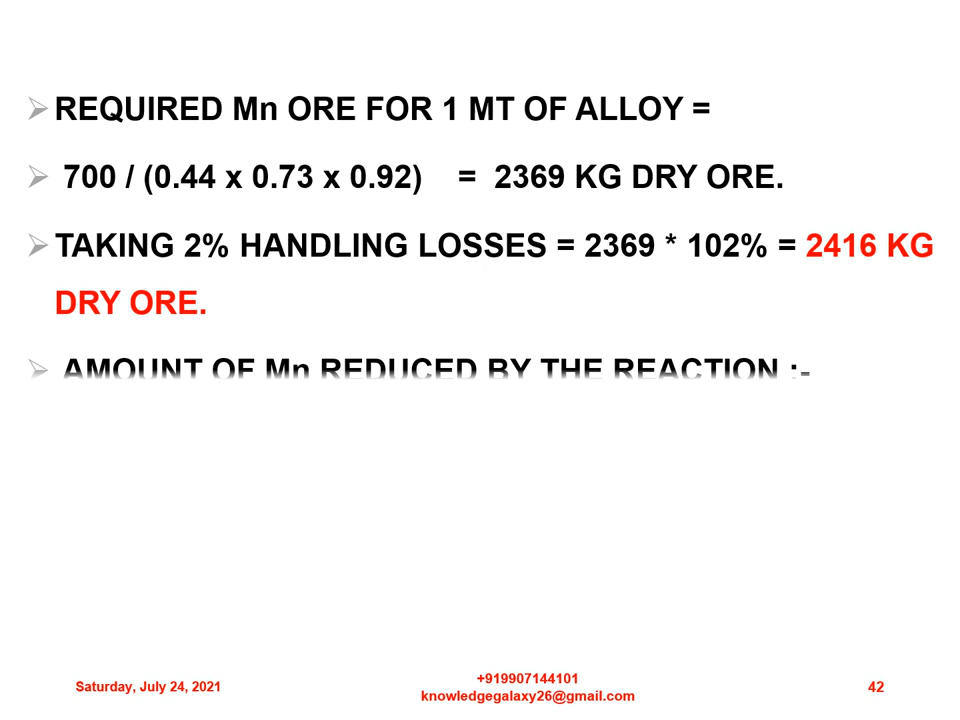 REQUIRED Mn ORE FOR 1 MT OF ALLOY =
700 / (0.44 x 0.73 x 0.92) = 2369 KG DRY ORE.
TAKING 2% HANDLING LOSSES = 2369 * 102% = 2416 KG
DRY ORE.
AMOUNT OF Mn REDUCED BY THE REACTION :-
Saturday, July 24, 2021
+919907144101
knowledgegalaxy26@gmail.com
42